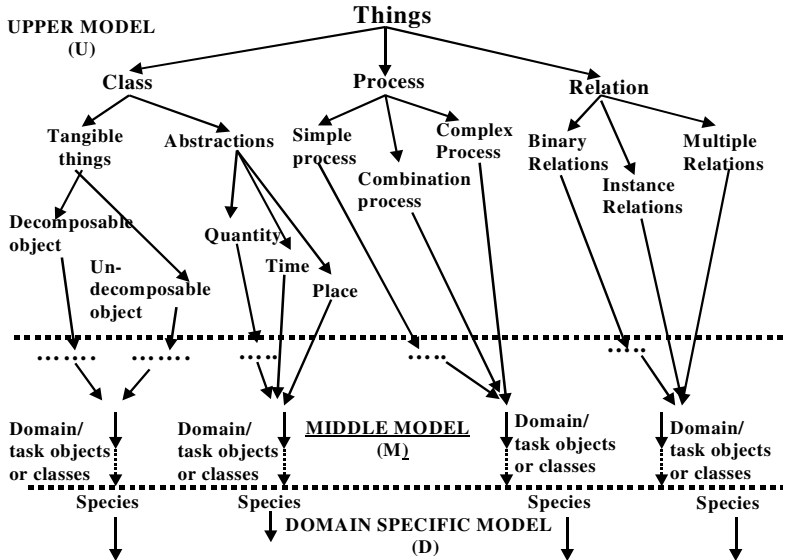 Things
UPPER MODEL
(U)
Class
Process
Relation
Tangible
things
Abstractions
Simple
process
Complex
Process
Combination
process
Binary
Relations
Instance
Relations
Multiple
Relations
Decomposable
object
Un-
decomposable
object
Quantity
Time
Place
Domain/
task objects
or classes
Domain/
task objects
or classes
MIDDLE MODEL
(M)
Domain/
task objects
or classes
Domain/
task objects
or classes
Species
Species
Species
Species
DOMAIN SPECIFIC MODEL
(D)